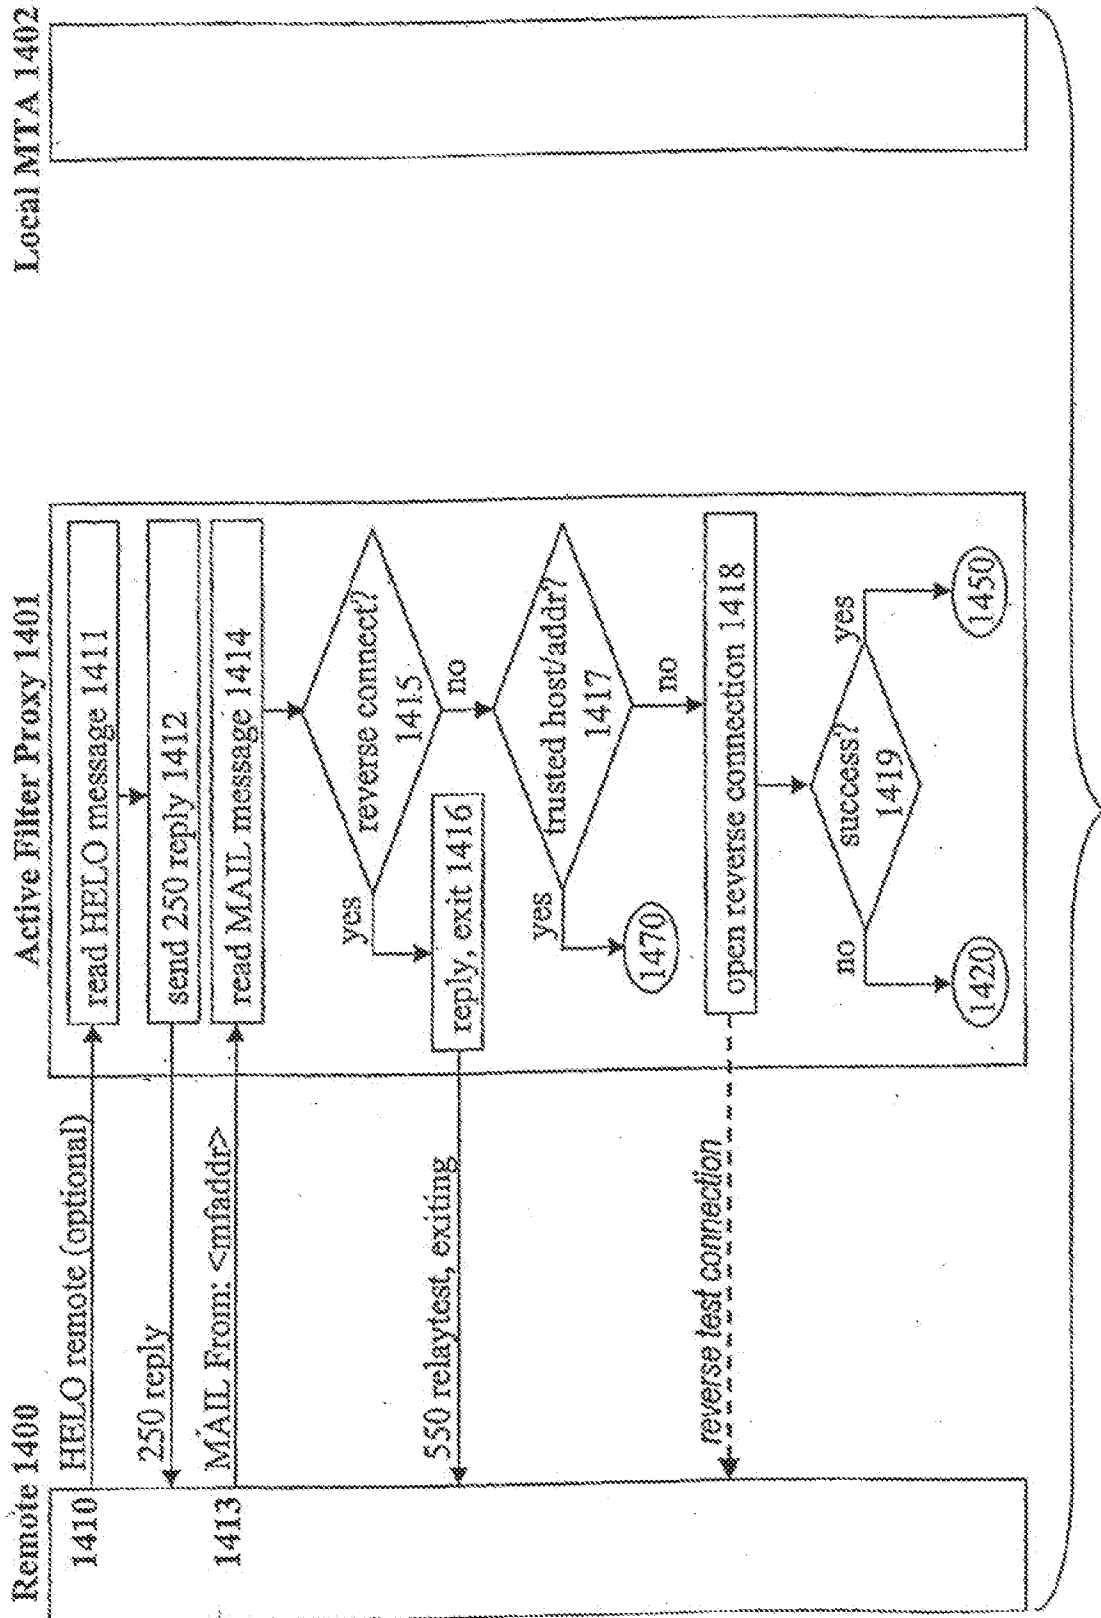 Remote 1400
Active Filter Proxy 1401
Local MTA 1402
1410
HELO remote (optional)
read HELO message 1411
250 reply
send 250 reply 1412
1413
MAIL From: <mfaddr>
read MAIL message 1414
reverse connect?
1415
yes
no
550 relaytest, exiting
reply, exit 1416
trusted host/addr?
1417
yes
no
1470
reverse test connection
open reverse connection 1418
success?
1419
no
yes
1420
1450